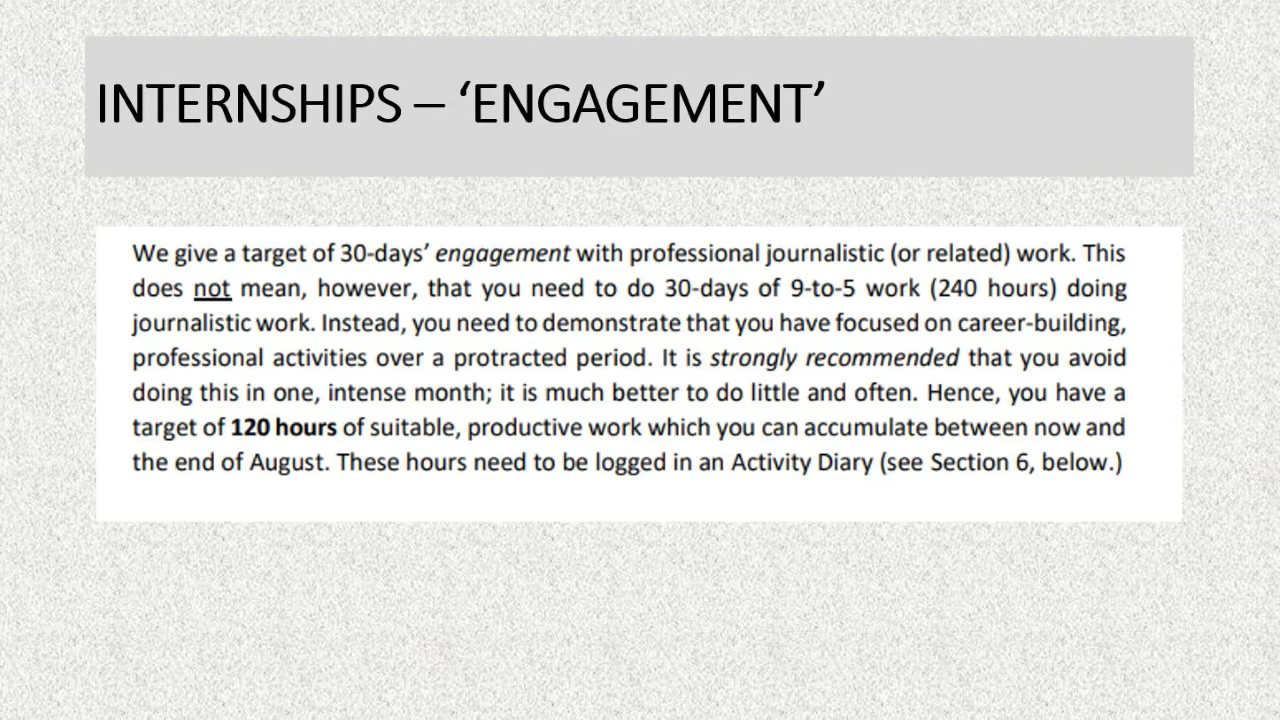 INTERNSHIPS – ‘ENGAGEMENT’
We give a target of 30-days’ engagement with professional journalistic (or related) work. This
does not mean, however, that you need to do 30-days of 9-to-5 work (240 hours) doing
journalistic work. Instead, you need to demonstrate that you have focused on career-building,
professional activities over a protracted period. It is strongly recommended that you avoid
doing this in one, intense month; it is much better to do little and often. Hence, you have a
target of 120 hours of suitable, productive work which you can accumulate between now and
the end of August. These hours need to be logged in an Activity Diary (see Section 6, below.)